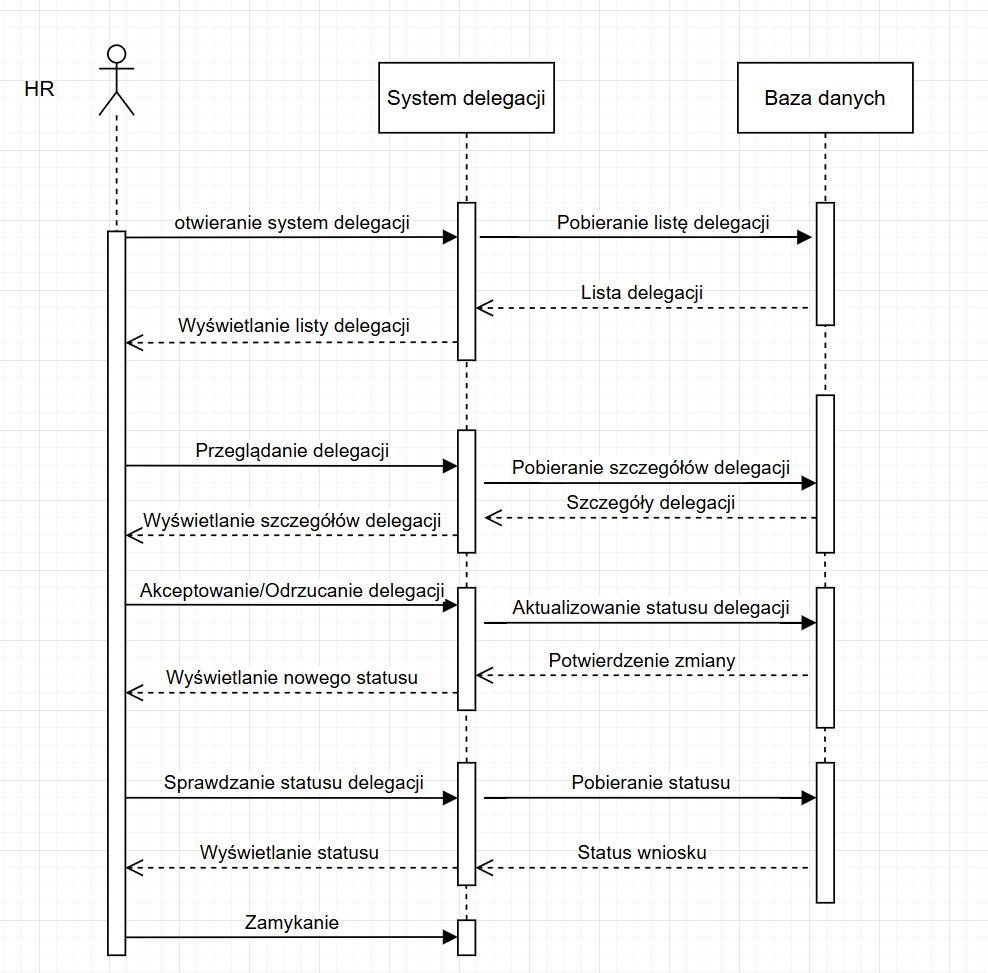 HR
System delegacji
Baza danych
otwieranie system delegacji
Pobieranie listę delegacji
Lista delegacji
Wyświetlanie listy delegacji
Przeglądanie delegacji
Pobieranie szczegółów delegacji
Szczegóły delegacji
Wyświetlanie szczegółów delegacji
Akceptowanie/Odrzucanie delegacji
Aktualizowanie statusu delegacji
Potwierdzenie zmiany
Wyświetlanie nowego statusu
Sprawdzanie statusu delegacji
Pobieranie statusu
Wyświetlanie statusu
Status wniosku
Zamykanie